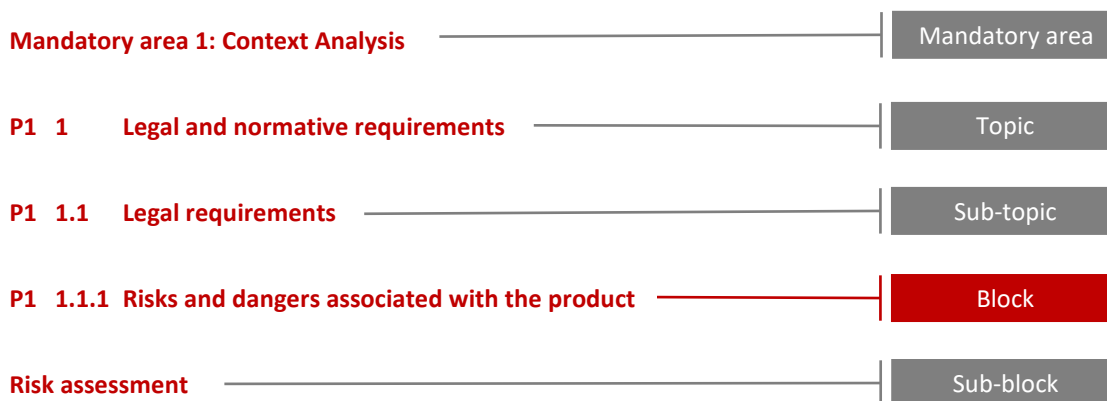 Mandatory area 1: Context Analysis Mandatory area
P1 1 Legal and normative requirements Topic
P1 1.1 Legal requirements Sub-topic
P1 1.1.1 Risks and dangers associated with the product Block
Risk assessment Sub-block